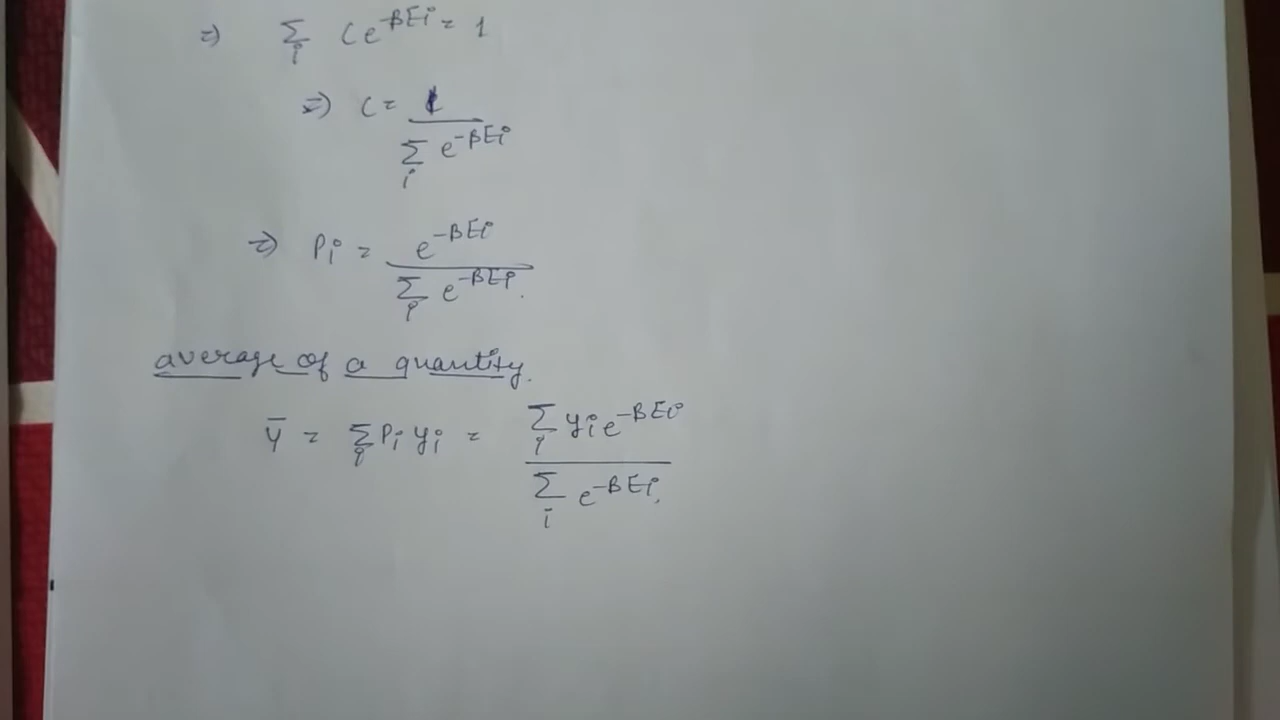 ⇒ Σ_i Ce^{-βEi} = 1
⇒ C = 1 / Σ_i e^{-βEi}
⇒ Pi = e^{-βEi} / Σ_i e^{-βEi}.
average of a quantity.
ȳ = Σ_i Pi yi = Σ_i yi e^{-βEi} / Σ_i e^{-βEi}.